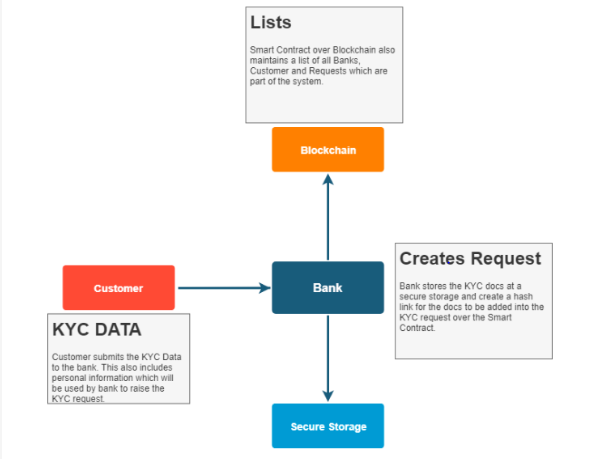 Lists
Smart Contract over Blockchain also
maintains a list of all Banks,
Customer and Requests which are
part of the system.
Blockchain
Creates Request
Bank stores the KYC docs at a
secure storage and create a hash
link for the docs to be added into the
KYC request over the Smart
Contract.
Customer
Bank
KYC DATA
Customer submits the KYC Data
to the bank. This also includes
personal information which will
be used by bank to raise the
KYC request.
Secure Storage